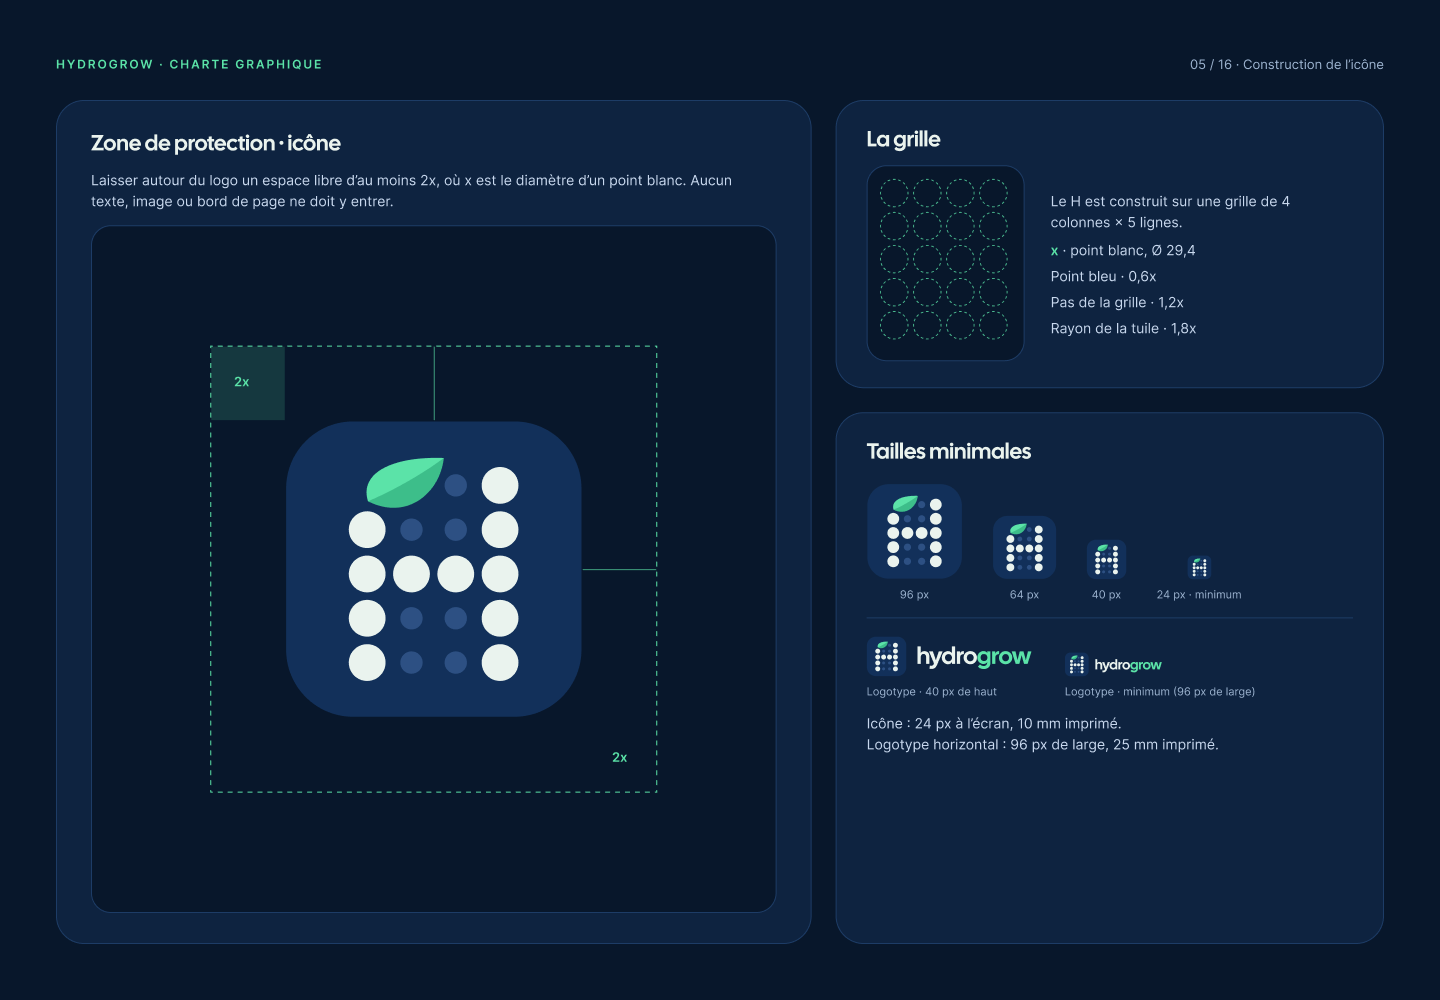 HYDROGROW · CHARTE GRAPHIQUE
05 / 16 · Construction de l’icône
Zone de protection · icône
Laisser autour du logo un espace libre d’au moins 2x, où x est le diamètre d’un point blanc. Aucun
texte, image ou bord de page ne doit y entrer.
2x
2x
La grille
Le H est construit sur une grille de 4
colonnes × 5 lignes.
x · point blanc, Ø 29,4
Point bleu · 0,6x
Pas de la grille · 1,2x
Rayon de la tuile · 1,8x
Tailles minimales
96 px
64 px
40 px
24 px · minimum
hydrogrow
hydrogrow
Logotype · 40 px de haut
Logotype · minimum (96 px de large)
Icône : 24 px à l’écran, 10 mm imprimé.
Logotype horizontal : 96 px de large, 25 mm imprimé.